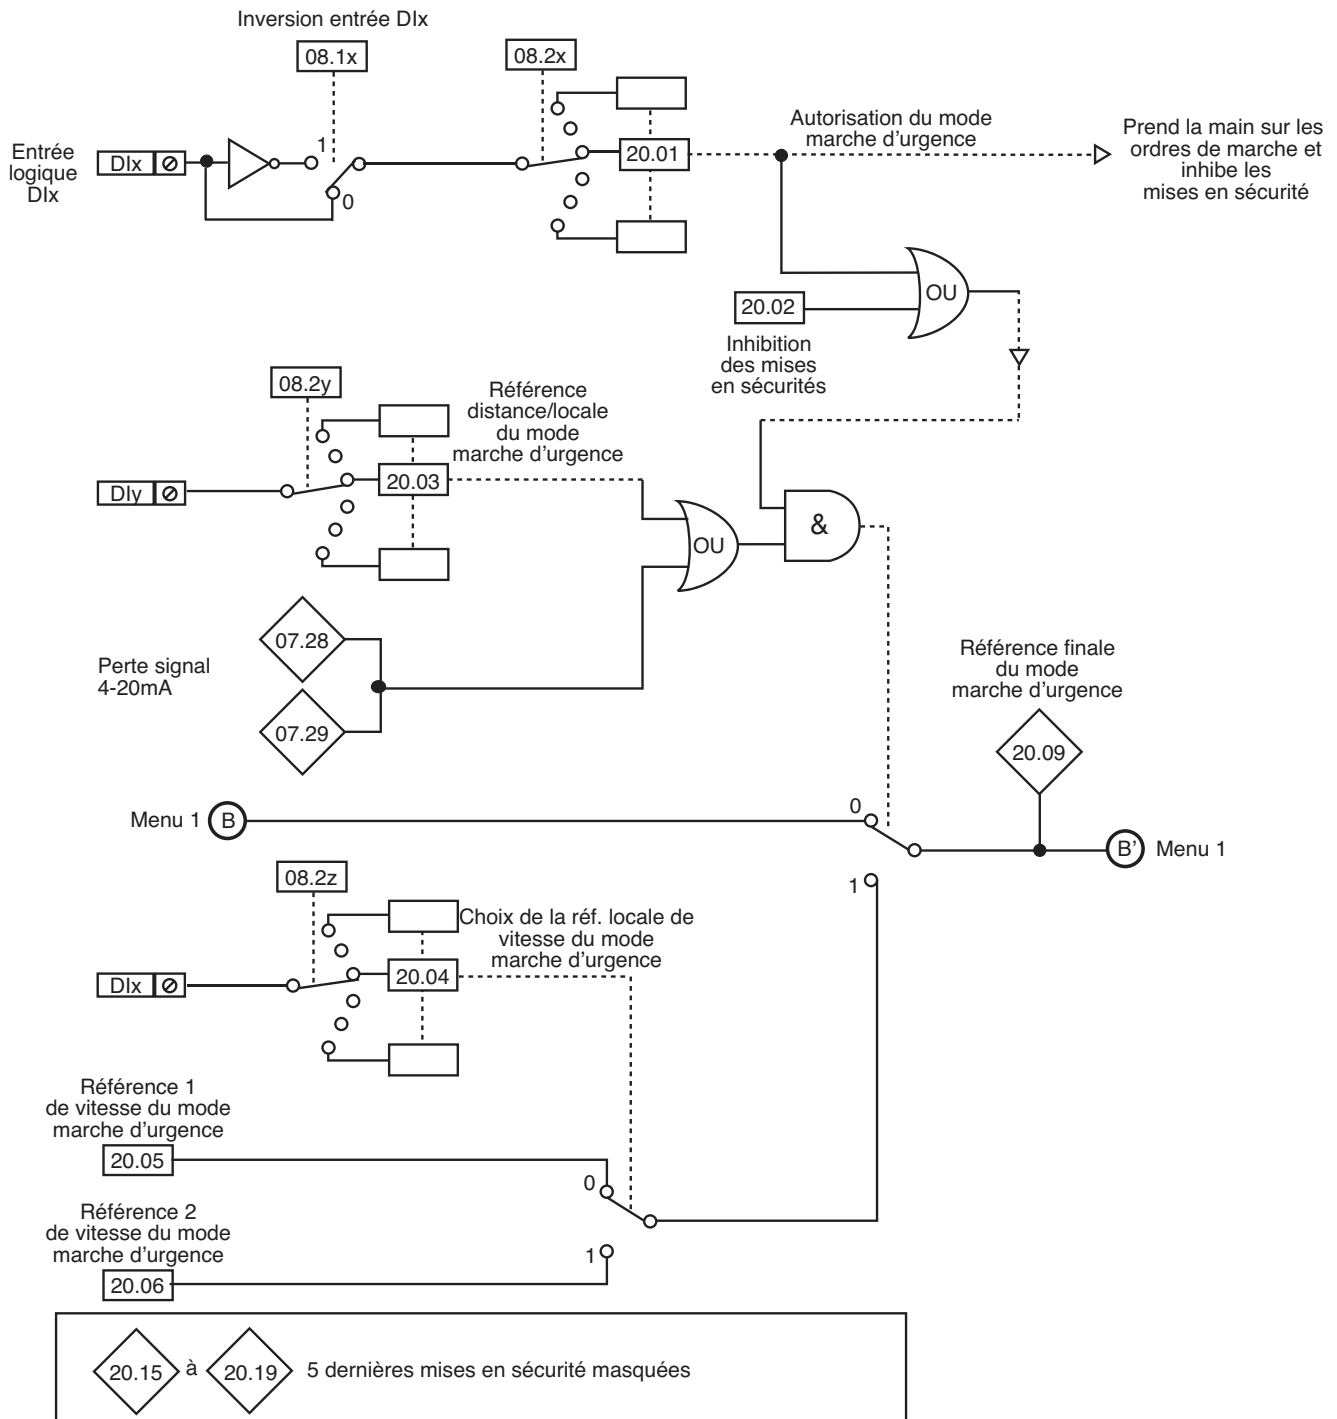 Inversion entrée DIx
08.1x
08.2x
Entrée
logique
DIx
DIx
1
0
20.01
Autorisation du mode
marche d'urgence
Prend la main sur les
ordres de marche et
inhibe les
mises en sécurité
OU
20.02
Inhibition
des mises
en sécurités
08.2y
Référence
distance/locale
du mode
marche d'urgence
DIy
20.03
OU
&
07.28
Perte signal
4-20mA
07.29
Référence finale
du mode
marche d'urgence
20.09
Menu 1
B
0
1
B'
Menu 1
08.2z
Choix de la réf. locale de
vitesse du mode
marche d'urgence
DIx
20.04
Référence 1
de vitesse du mode
marche d'urgence
20.05
0
Référence 2
de vitesse du mode
marche d'urgence
1
20.06
20.15 à 20.19 5 dernières mises en sécurité masquées